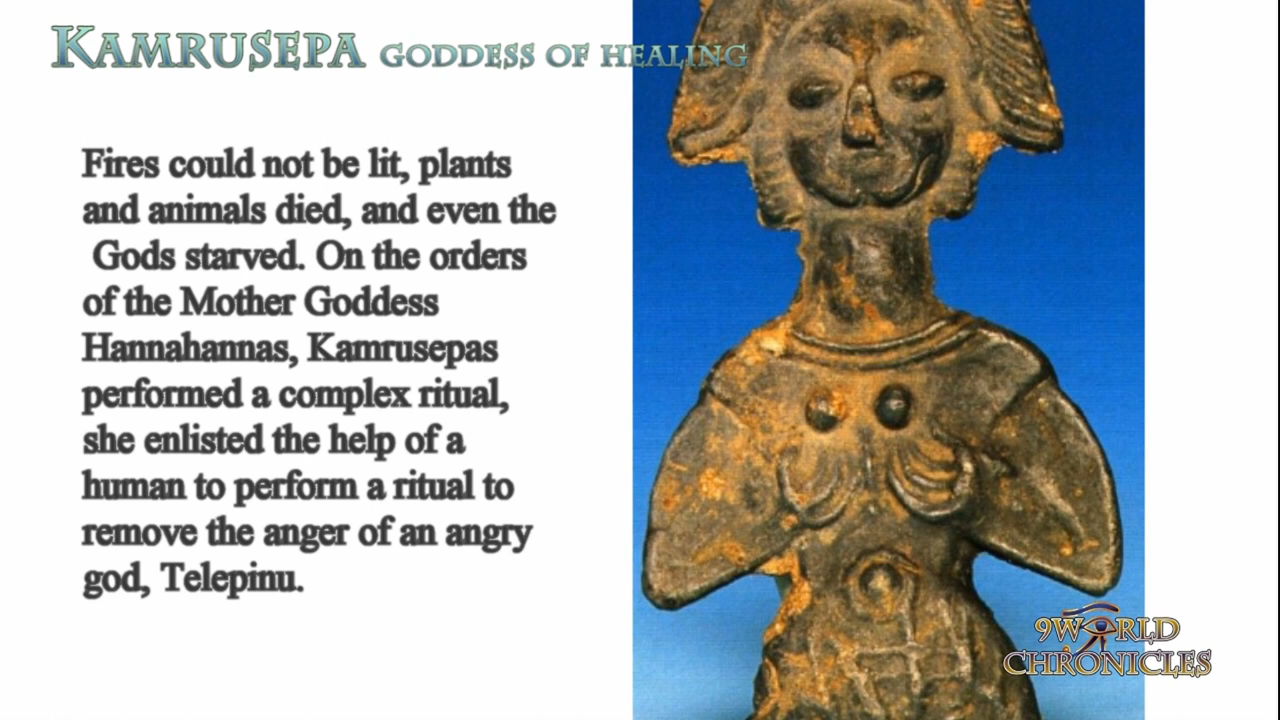 KAMRUSEPA GODDESS OF HEALING
Fires could not be lit, plants
and animals died, and even the
Gods starved. On the orders
of the Mother Goddess
Hannahannas, Kamrusepas
performed a complex ritual,
she enlisted the help of a
human to perform a ritual to
remove the anger of an angry
god, Telepinu.
9WORLD
CHRONICLES